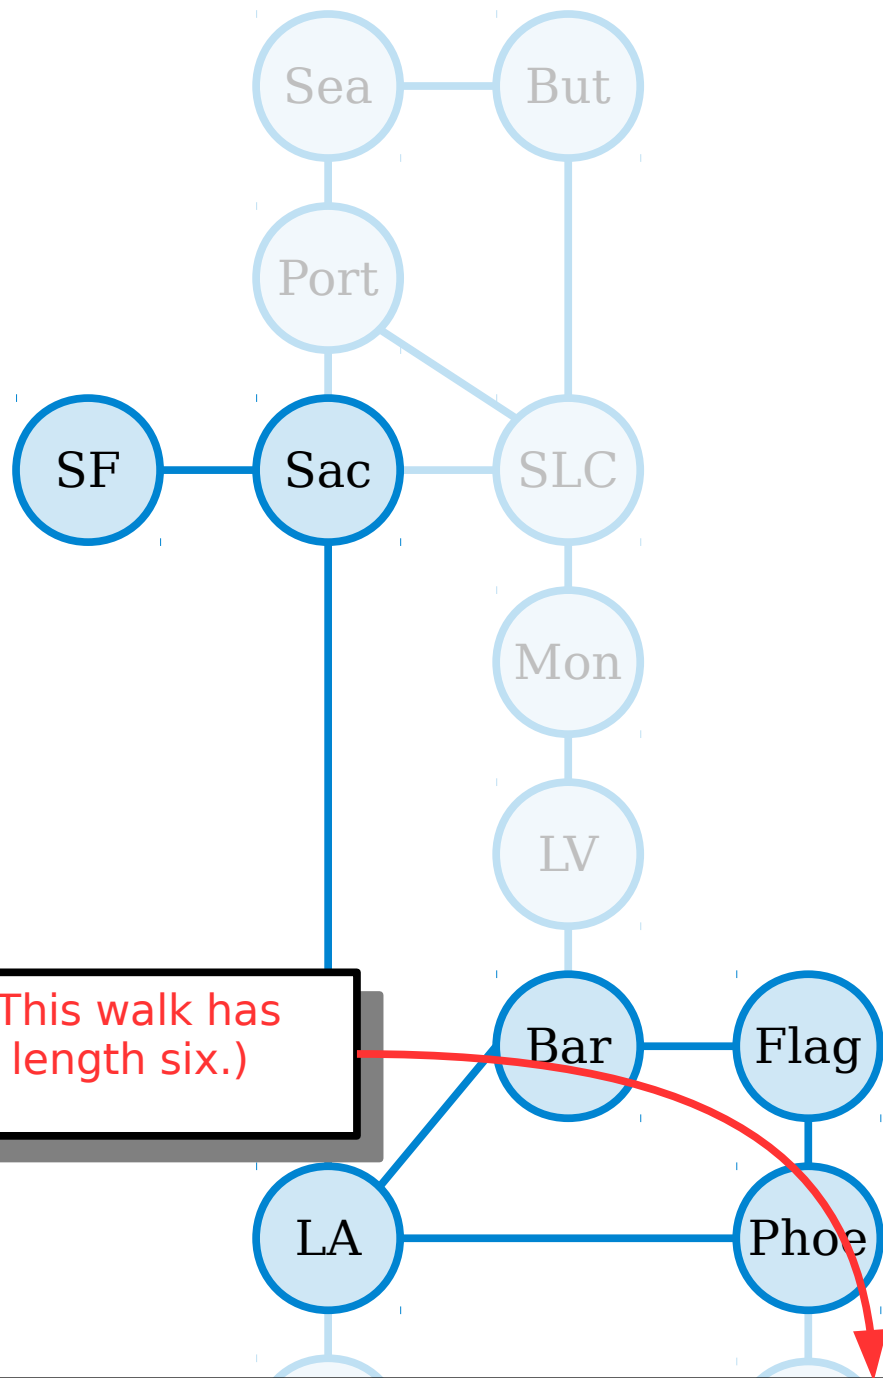 Sea
But
Port
SF
Sac
SLC
Mon
LV
This walk has
length six.)
Bar
Flag
LA
Phoe